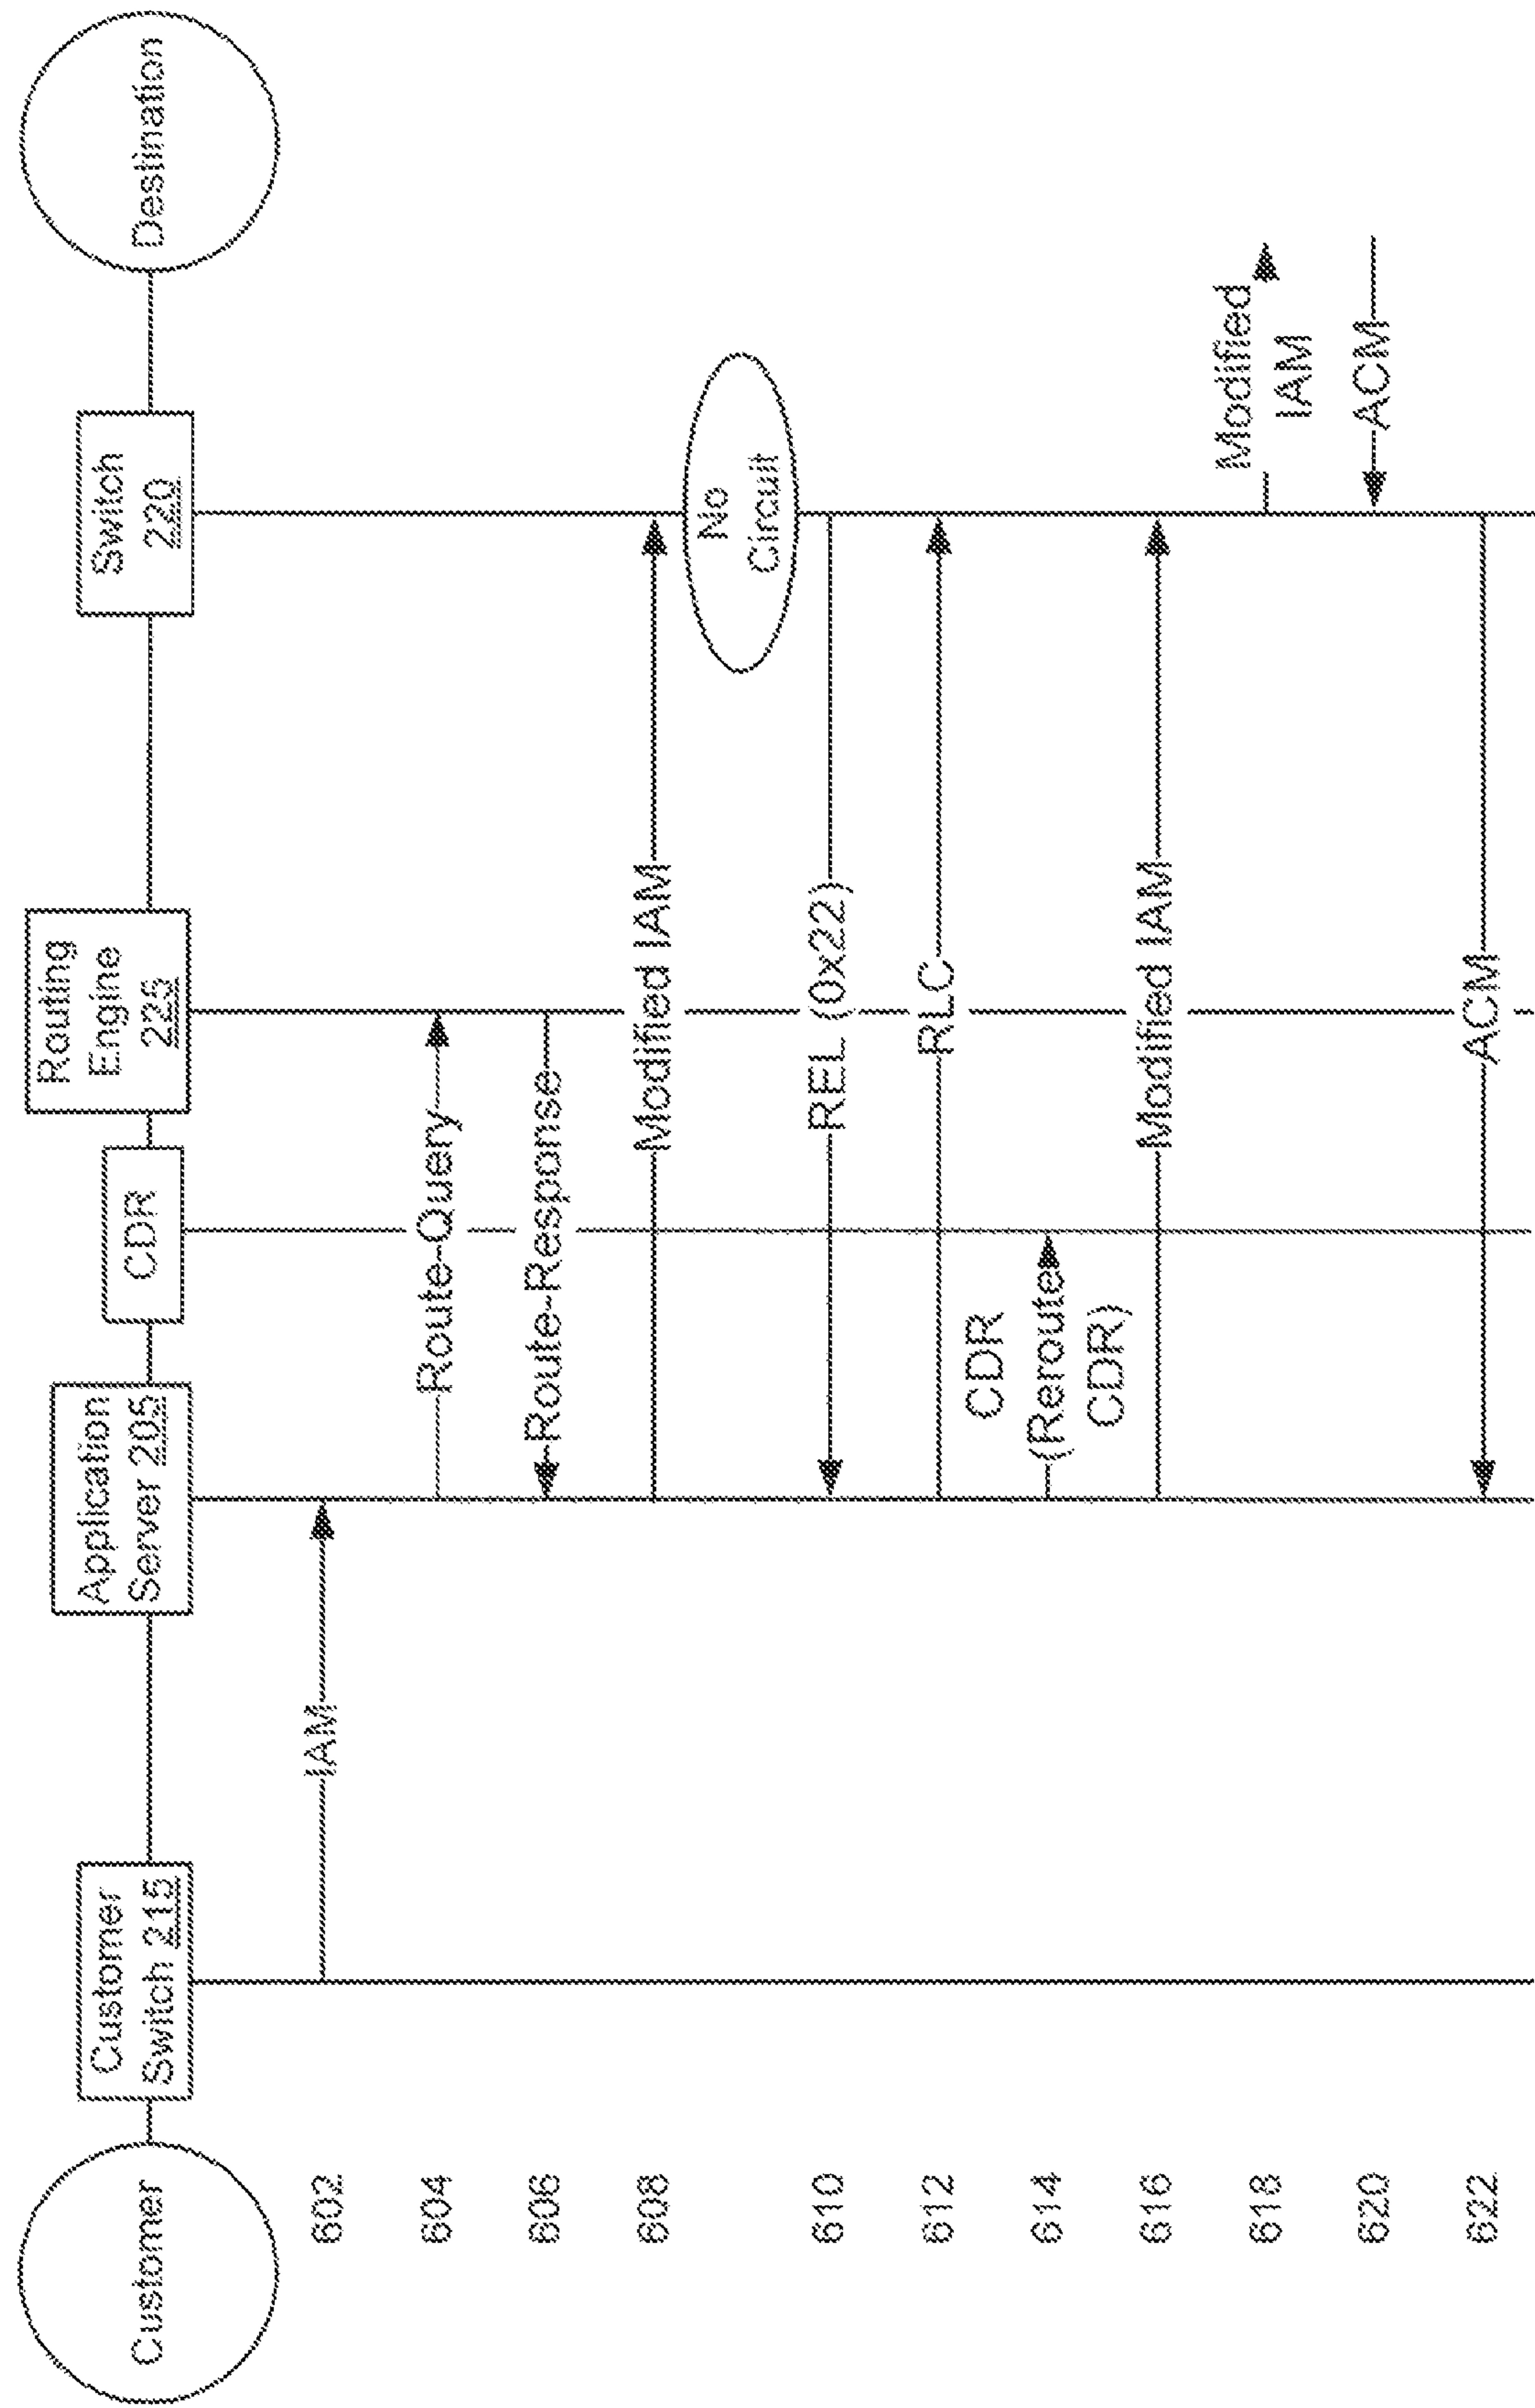 Customer
Customer
Switch 215
Application
Server 205
CDR
Routing
Engine
225
Switch
220
Destination
602
IAM
604
Route-Query
606
Route-Response
608
Modified IAM
No
Circuit
610
REL (0x22)
612
RLC
614
CDR
(Reroute
CDR)
616
Modified IAM
618
Modified
IAM
620
ACM
622
ACM